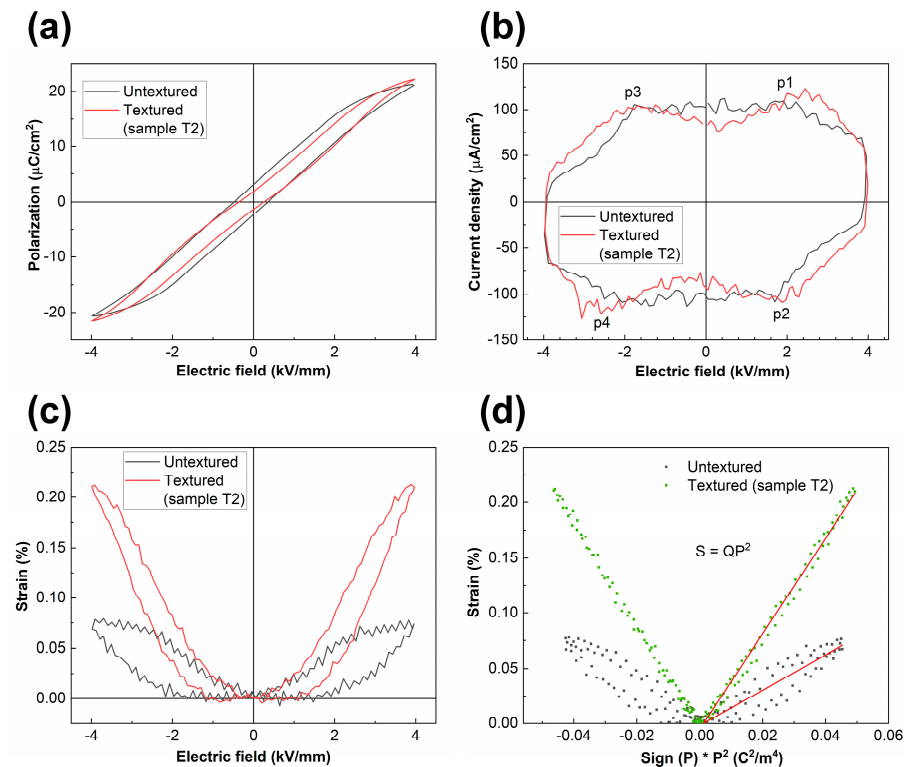 (a)
Polarization (μC/cm²)
20
10
0
-10
-20
-4
-2
0
2
4
Electric field (kV/mm)
Untextured
Textured
(sample T2)
(b)
Current density (μA/cm²)
150
100
50
0
-50
-100
-150
-4
-2
0
2
4
Electric field (kV/mm)
p3
p1
p4
p2
Untextured
Textured
(sample T2)
(c)
Strain (%)
0.25
0.20
0.15
0.10
0.05
0.00
-4
-2
0
2
4
Electric field (kV/mm)
Untextured
Textured
(sample T2)
(d)
Strain (%)
0.25
0.20
0.15
0.10
0.05
0.00
-0.04
-0.02
0.00
0.02
0.04
0.06
Sign (P) * P² (C²/m⁴)
Untextured
Textured (sample T2)
S = QP²